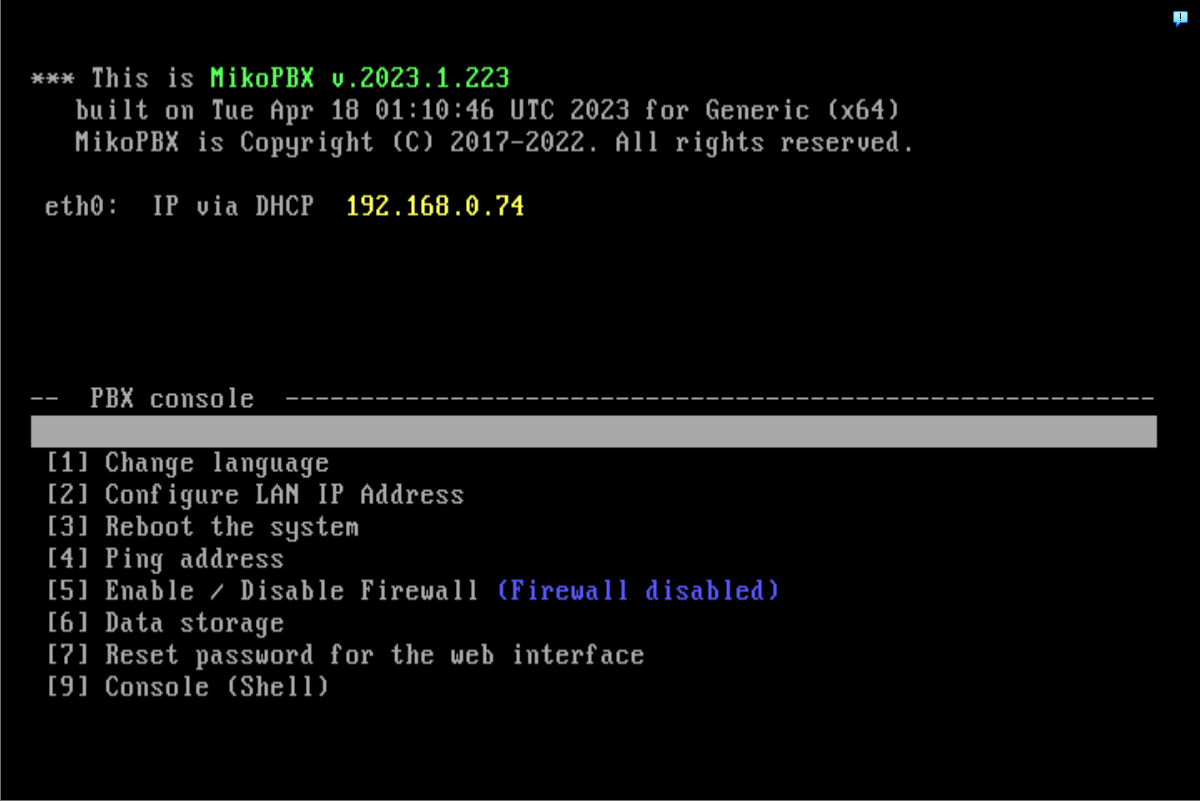 *** This is MikoPBX v.2023.1.223
built on Tue Apr 18 01:10:46 UTC 2023 for Generic (x64)
MikoPBX is Copyright (C) 2017-2022. All rights reserved.
eth0: IP via DHCP 192.168.0.74
-- PBX console ----------------------------------------------------------
[1] Change language
[2] Configure LAN IP Address
[3] Reboot the system
[4] Ping address
[5] Enable / Disable Firewall (Firewall disabled)
[6] Data storage
[7] Reset password for the web interface
[9] Console (Shell)